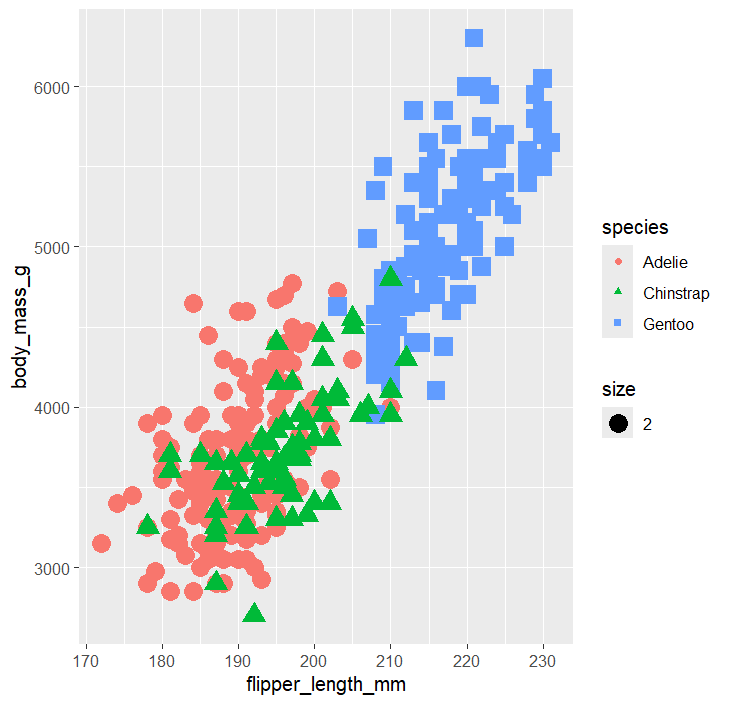 6000
5000
4000
3000
body_mass_g
170 180 190 200 210 220 230
flipper_length_mm
species
Adelie
Chinstrap
Gentoo
size
2